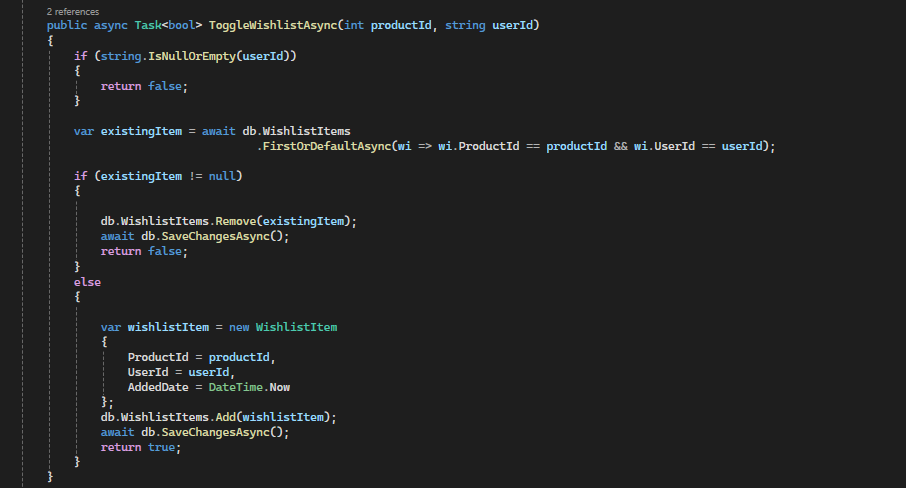 2 references
public async Task<bool> ToggleWishlistAsync(int productId, string userId)
{
if (string.IsNullOrEmpty(userId))
{
return false;
}
var existingItem = await db.WishlistItems
.FirstOrDefaultAsync(wi => wi.ProductId == productId && wi.UserId == userId);
if (existingItem != null)
{
db.WishlistItems.Remove(existingItem);
await db.SaveChangesAsync();
return false;
}
else
{
var wishlistItem = new WishlistItem
{
ProductId = productId,
UserId = userId,
AddedDate = DateTime.Now
};
db.WishlistItems.Add(wishlistItem);
await db.SaveChangesAsync();
return true;
}
}